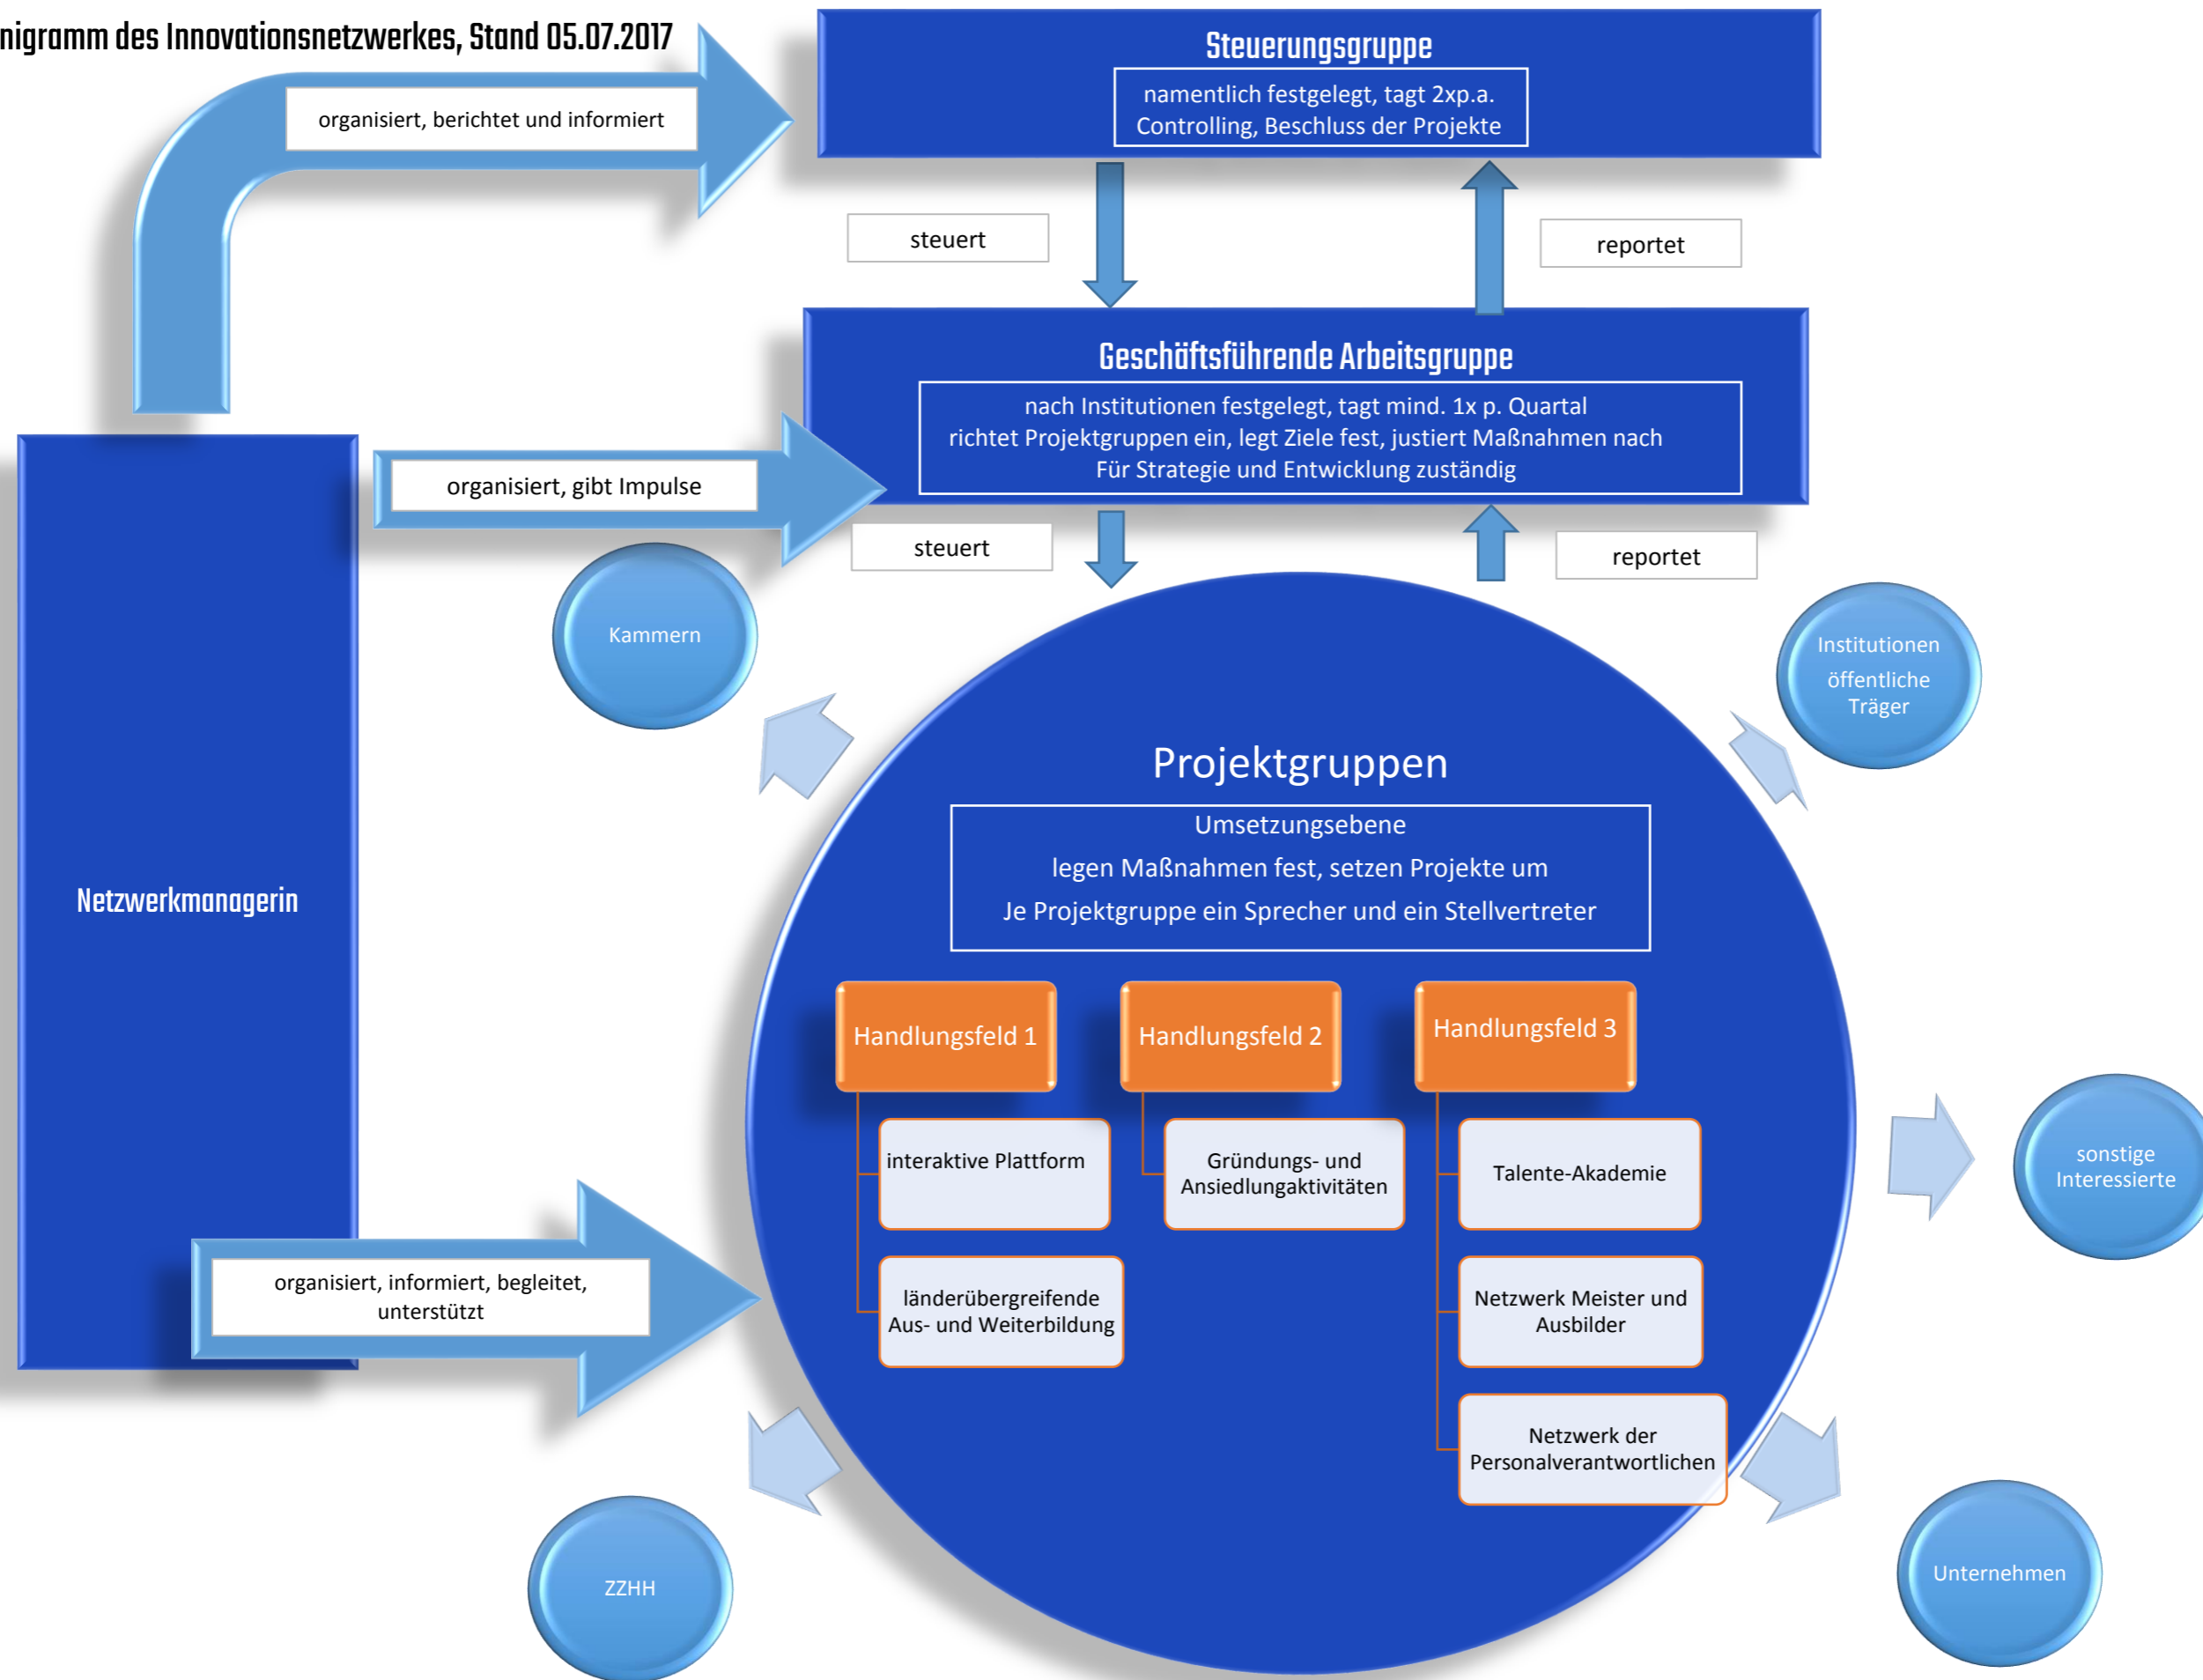 nigramm des Innovationsnetzwerkes, Stand 05.07.2017
Steuerungsgruppe
namentlich festgelegt, tagt 2xp.a.
Controlling, Beschluss der Projekte
organisiert, berichtet und informiert
steuert
reportet
Geschäftsführende Arbeitsgruppe
nach Institutionen festgelegt, tagt mind. 1x p. Quartal
richtet Projektgruppen ein, legt Ziele fest, justiert Maßnahmen nach
Für Strategie und Entwicklung zuständig
organisiert, gibt Impulse
steuert
reportet
Kammern
Institutionen
öffentliche
Träger
Projektgruppen
Umsetzungsebene
legen Maßnahmen fest, setzen Projekte um
Je Projektgruppe ein Sprecher und ein Stellvertreter
Netzwerkmanagerin
Handlungsfeld 1
Handlungsfeld 2
Handlungsfeld 3
interaktive Plattform
Gründungs- und
Ansiedlungaktivitäten
Talente-Akademie
sonstige
Interessierte
organisiert, informiert, begleitet,
unterstützt
länderübergreifende
Aus- und Weiterbildung
Netzwerk Meister und
Ausbilder
Netzwerk der
Personalverantwortlichen
ZZHH
Unternehmen